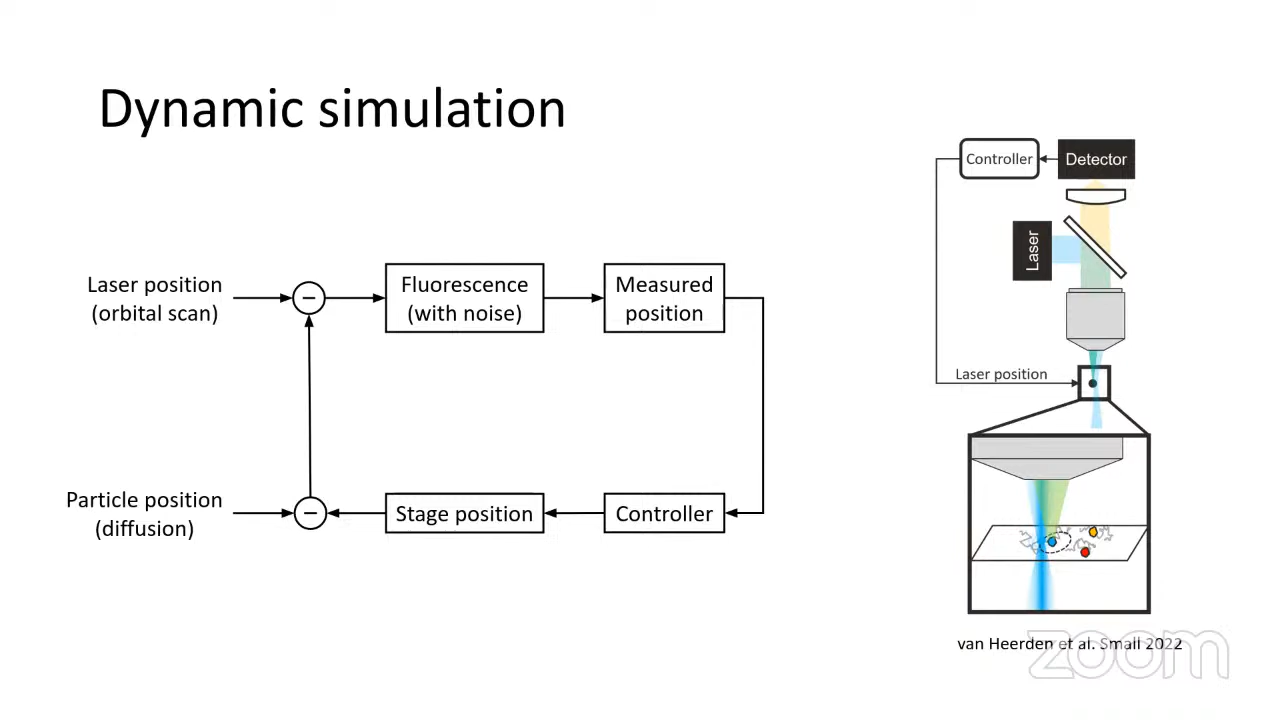 Dynamic simulation
Laser position
(orbital scan)
−
Fluorescence
(with noise)
Measured
position
Particle position
(diffusion)
−
Stage position
Controller
Controller
Detector
Laser
Laser position
van Heerden et al. Small 2022
zoom